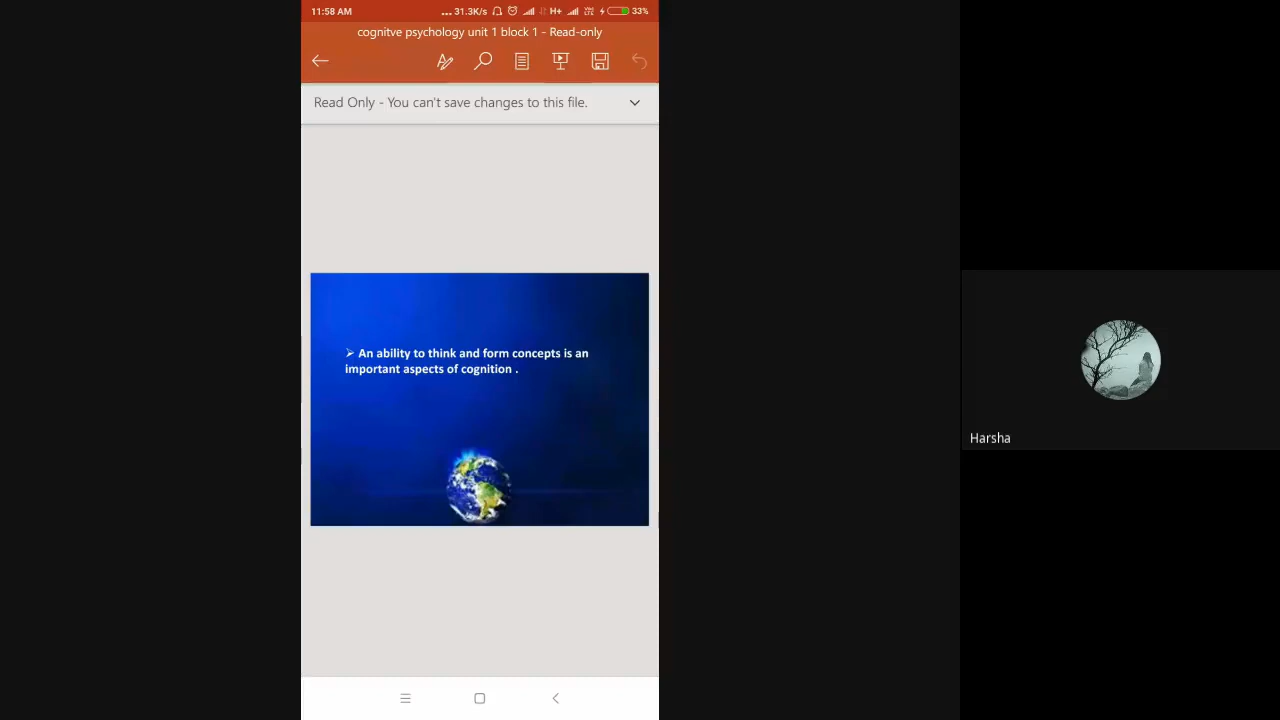 11:58 AM ... 31.3K/s H+ VoLTE 33%
cognitve psychology unit 1 block 1 - Read-only
Read Only - You can't save changes to this file.
➢ An ability to think and form concepts is an
important aspects of cognition .
Harsha